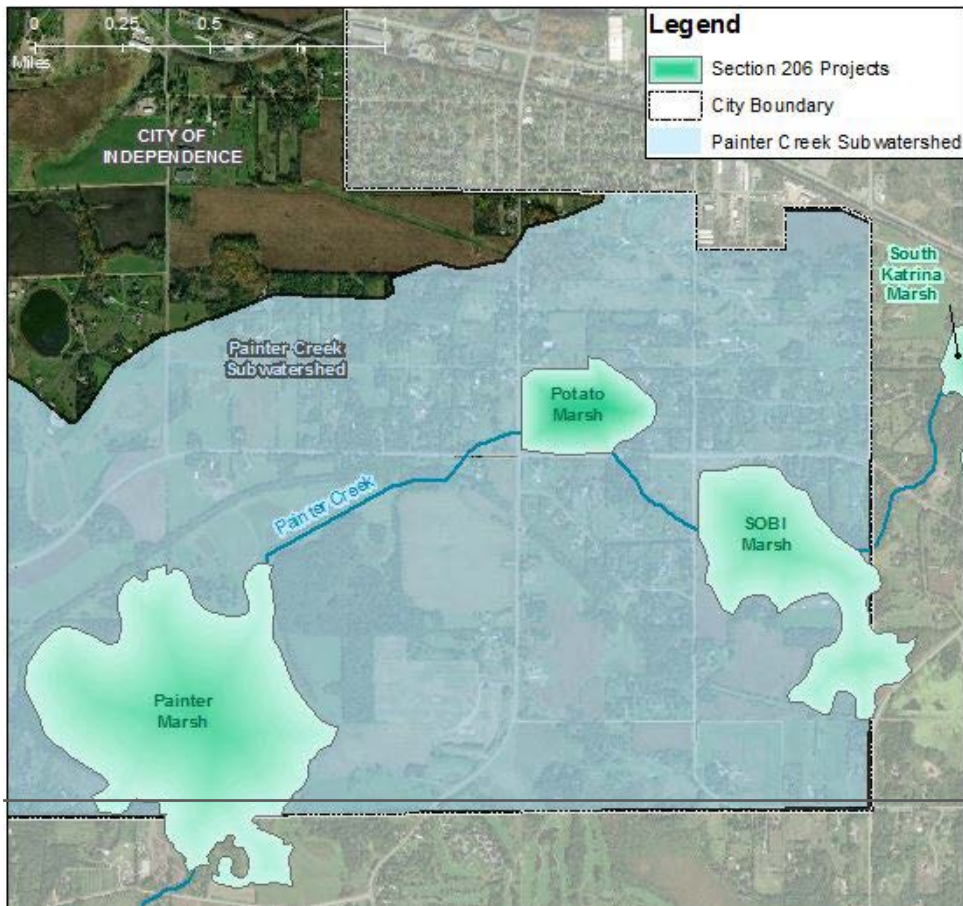 0 0.25 0.5 1
Miles
Legend
Section 206 Projects
City Boundary
Painter Creek Subwatershed
CITY OF
INDEPENDENCE
South
Katrina
Marsh
Painter Creek
Subwatershed
Potato
Marsh
Painter Creek
SOBI
Marsh
Painter
Marsh